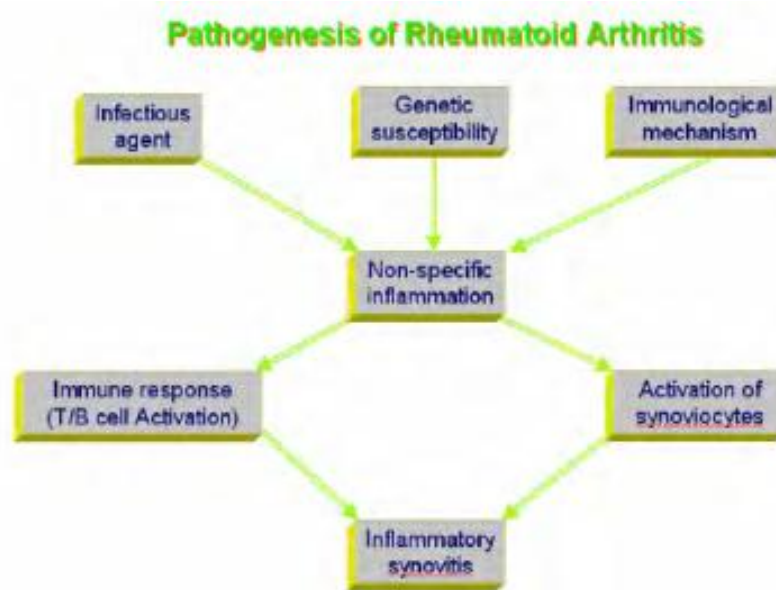 Pathogenesis of Rheumatoid Arthritis
Infectious
agent
Genetic
susceptibility
Immunological
mechanism
Non-specific
inflammation
Immune response
(T/B cell Activation)
Activation of
synoviocytes
Inflammatory
synovitis